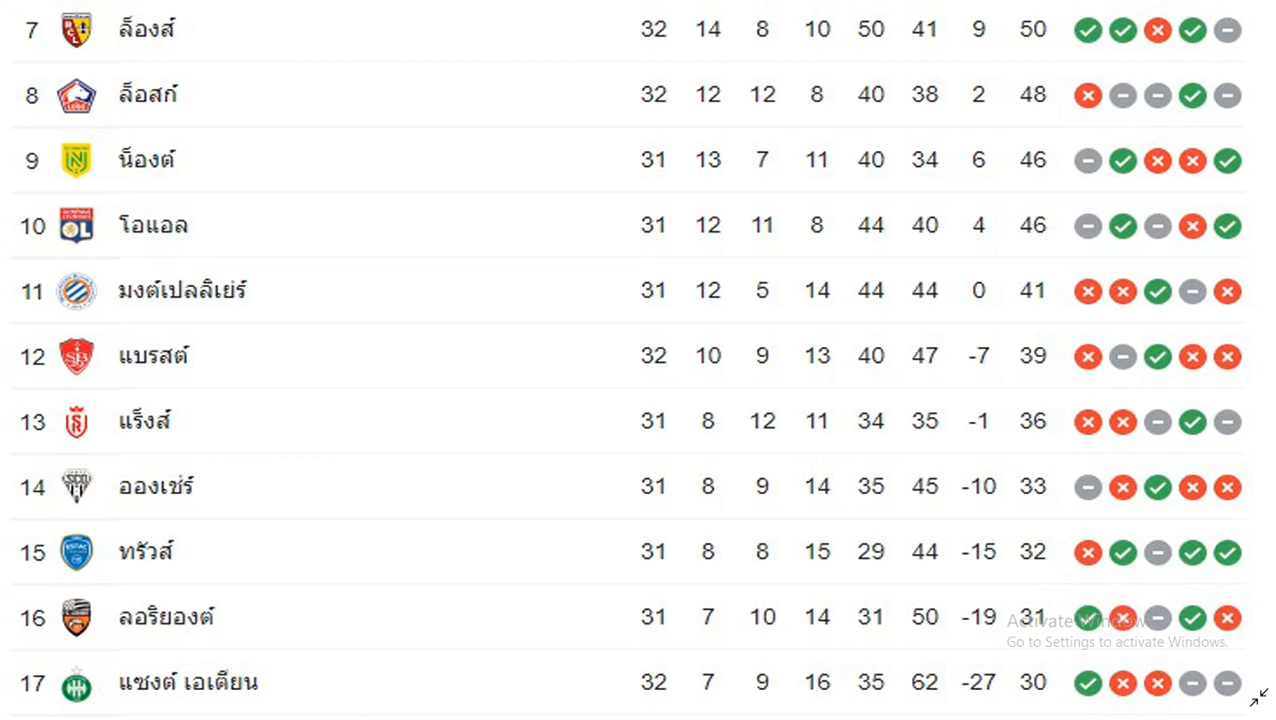 7 ล็องส์ 32 14 8 10 50 41 9 50
8 ล็อสก์ 32 12 12 8 40 38 2 48
9 น็องต์ 31 13 7 11 40 34 6 46
10 โอแอล 31 12 11 8 44 40 4 46
11 มงต์เปลลิเย่ร์ 31 12 5 14 44 44 0 41
12 แบรสต์ 32 10 9 13 40 47 -7 39
13 แร็งส์ 31 8 12 11 34 35 -1 36
14 อองเช่ร์ 31 8 9 14 35 45 -10 33
15 ทรัวส์ 31 8 8 15 29 44 -15 32
16 ลอริยองต์ 31 7 10 14 31 50 -19 31
Activate Windows
Go to Settings to activate Windows.
17 แซงต์ เอเตียน 32 7 9 16 35 62 -27 30